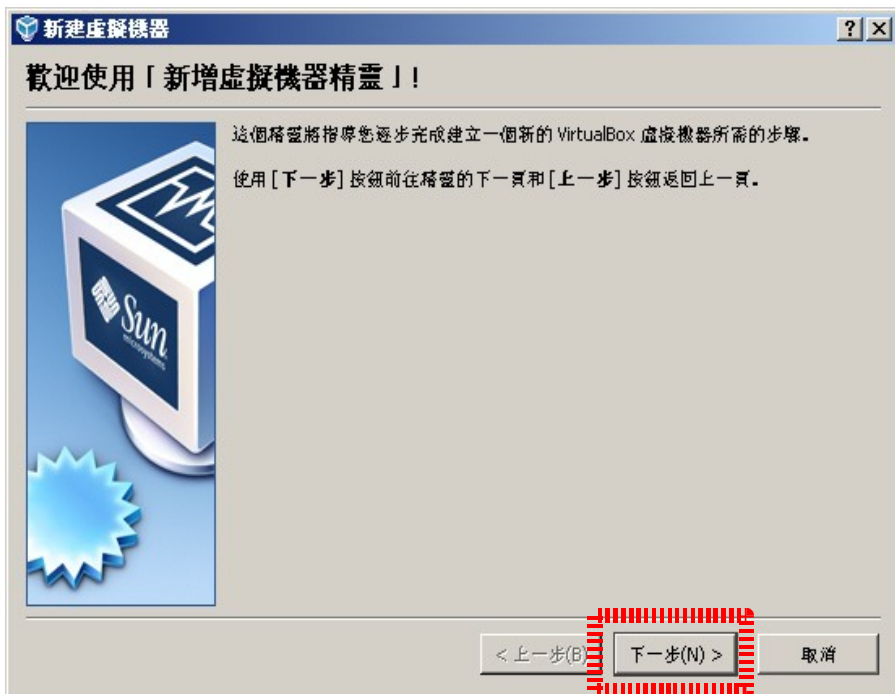 新建虛擬機器
歡迎使用「新增虛擬機器精靈」!
這個精靈將指導您逐步完成建立一個新的 VirtualBox 虛擬機器所需的步驟。
使用 [下一步] 按鈕前往精靈的下一頁和 [上一步] 按鈕返回上一頁。
Sun
microsystems
< 上一步(B)
下一步(N) >
取消